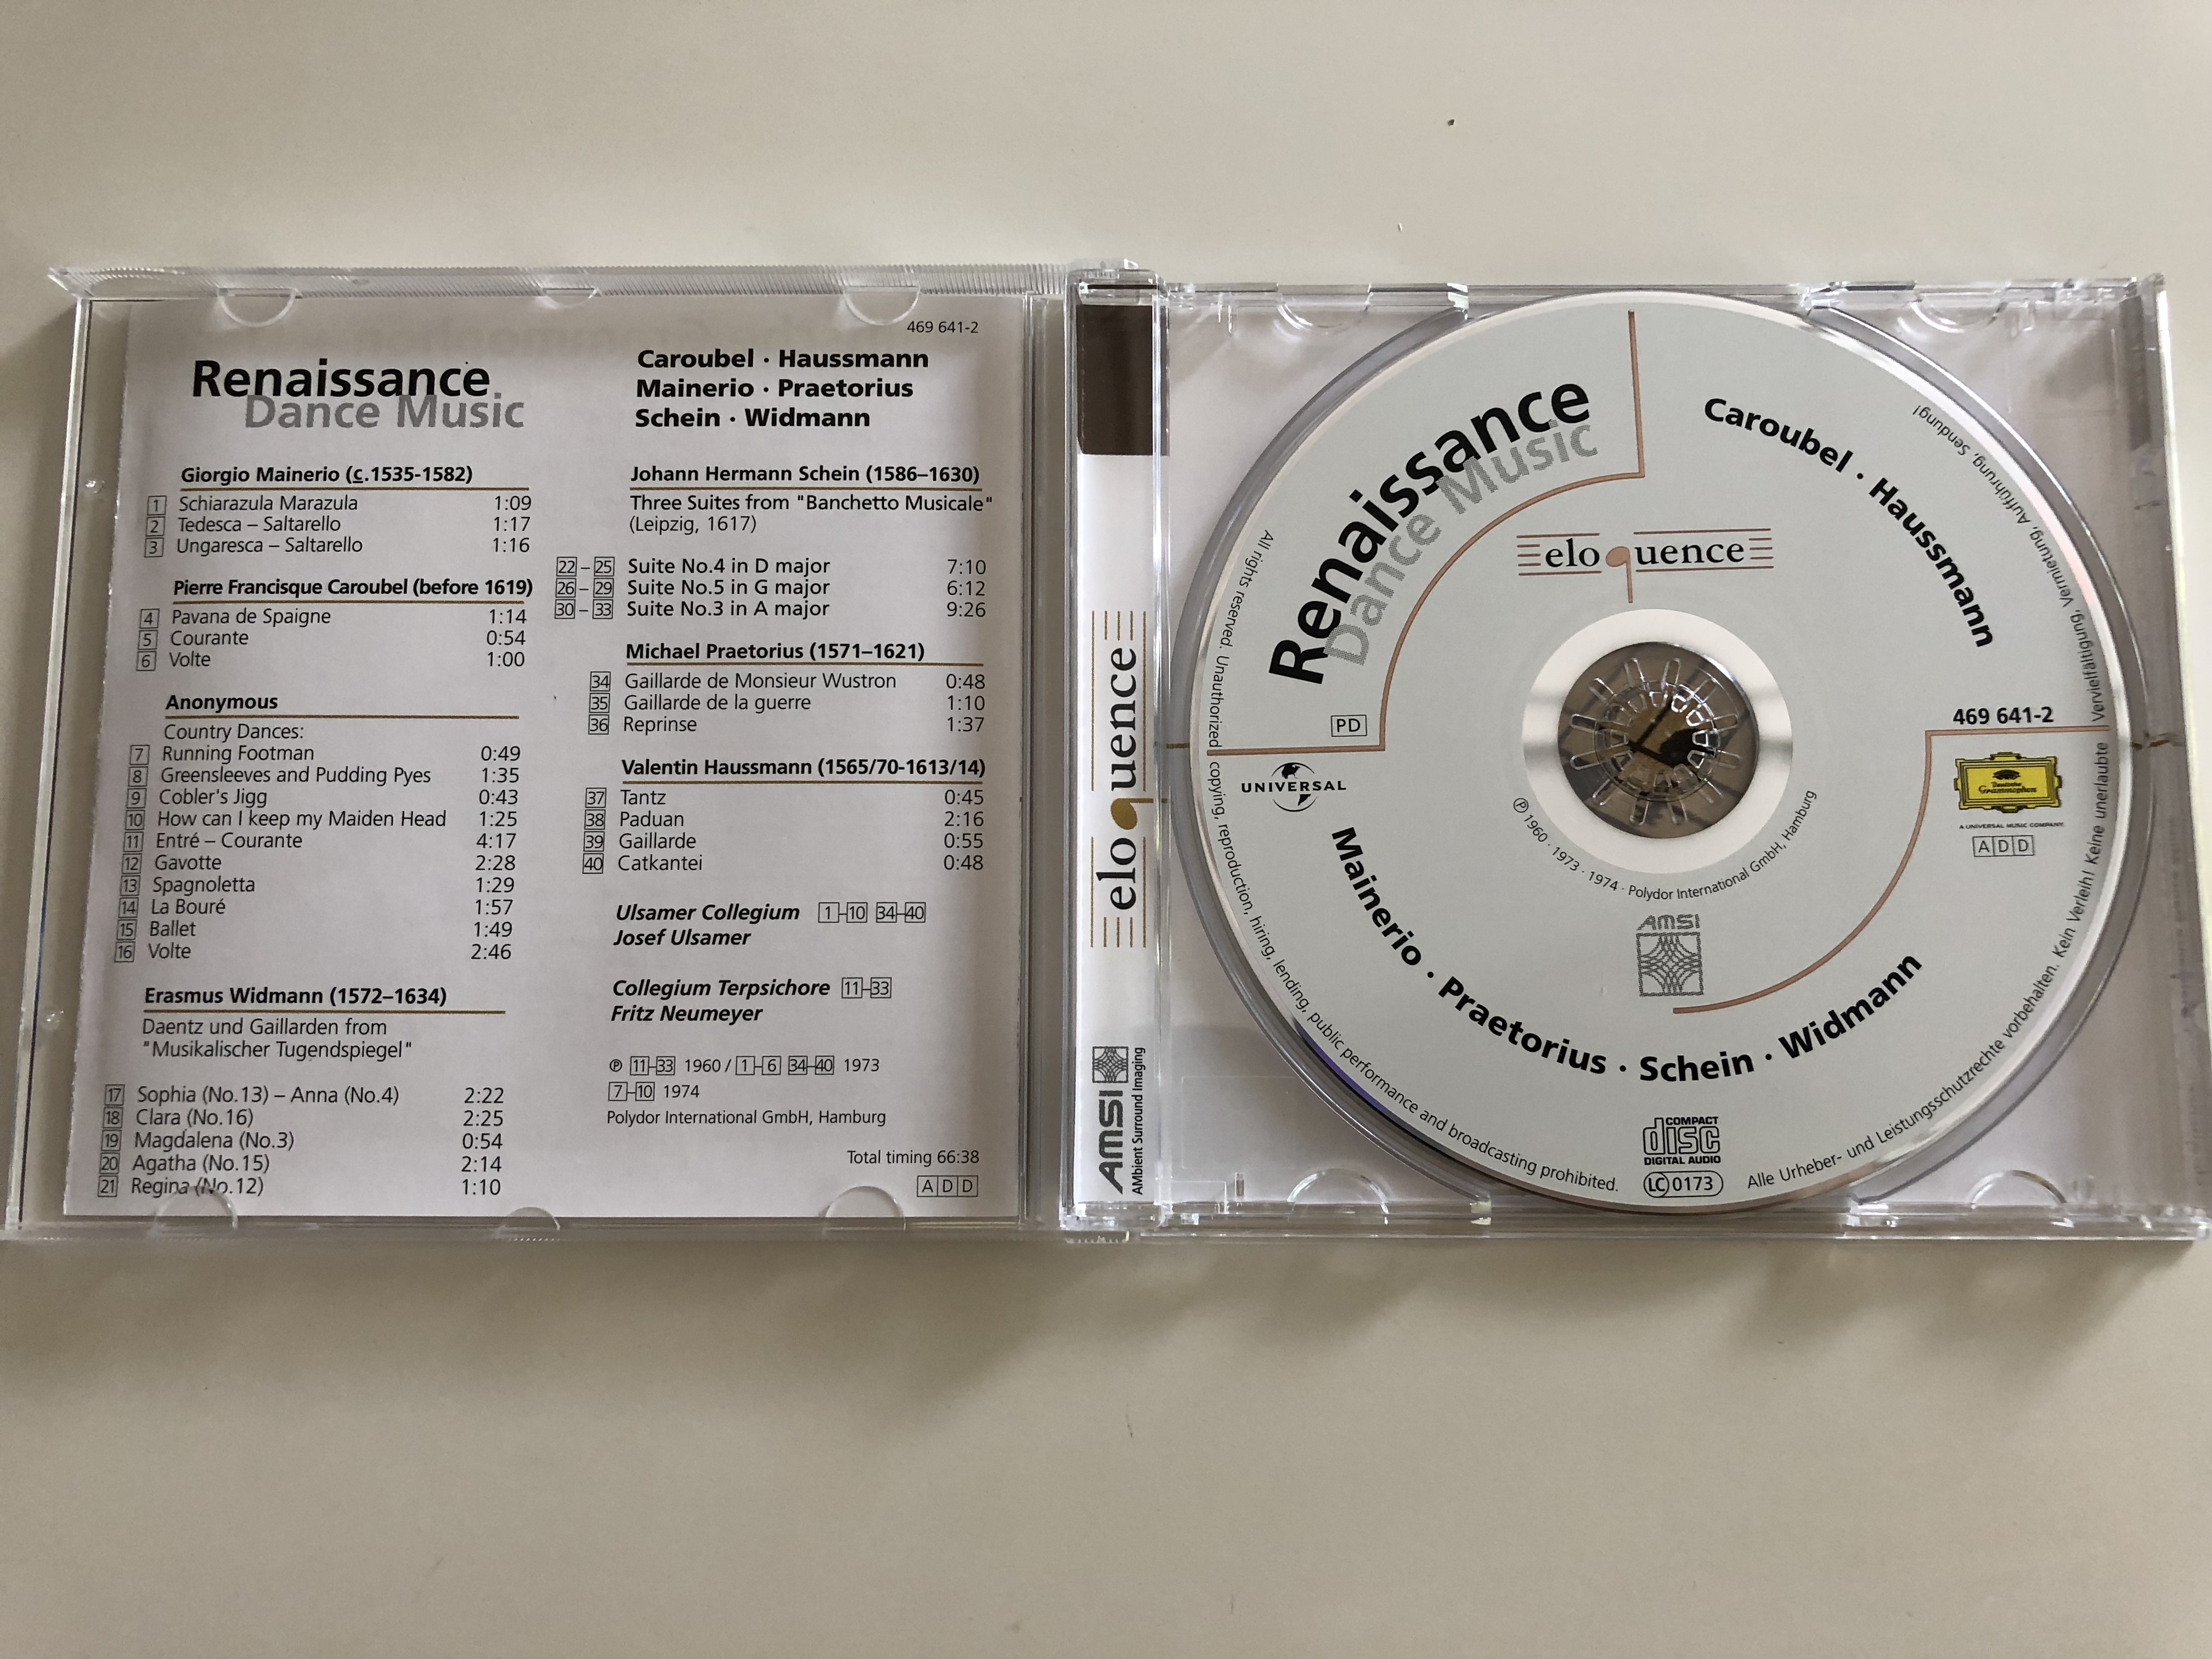 469 641-2
Renaissance
Dance Music
Caroubel · Haussmann
Mainerio · Praetorius
Schein · Widmann
Giorgio Mainerio (c.1535-1582)
1 Schiarazula Marazula 1:09
2 Tedesca – Saltarello 1:17
3 Ungaresca – Saltarello 1:16
Pierre Francisque Caroubel (before 1619)
4 Pavana de Spaigne 1:14
5 Courante 0:54
6 Volte 1:00
Anonymous
Country Dances:
7 Running Footman 0:49
8 Greensleeves and Pudding Pyes 1:35
9 Cobler's Jigg 0:43
10 How can I keep my Maiden Head 1:25
11 Entré – Courante 4:17
12 Gavotte 2:28
13 Spagnoletta 1:29
14 La Bouré 1:57
15 Ballet 1:49
16 Volte 2:46
Erasmus Widmann (1572–1634)
Daentz und Gaillarden from
"Musikalischer Tugendspiegel"
17 Sophia (No.13) – Anna (No.4) 2:22
18 Clara (No.16) 2:25
19 Magdalena (No.3) 0:54
20 Agatha (No.15) 2:14
21 Regina (No.12) 1:10
Johann Hermann Schein (1586–1630)
Three Suites from "Banchetto Musicale"
(Leipzig, 1617)
22 – 25 Suite No.4 in D major 7:10
26 – 29 Suite No.5 in G major 6:12
30 – 33 Suite No.3 in A major 9:26
Michael Praetorius (1571–1621)
34 Gaillarde de Monsieur Wustron 0:48
35 Gaillarde de la guerre 1:10
36 Reprinse 1:37
Valentin Haussmann (1565/70-1613/14)
37 Tantz 0:45
38 Paduan 2:16
39 Gaillarde 0:55
40 Catkantei 0:48
Ulsamer Collegium 1–10 34–40
Josef Ulsamer
Collegium Terpsichore 11–33
Fritz Neumeyer
℗ 11–33 1960 / 1–6 34–40 1973
7–10 1974
Polydor International GmbH, Hamburg
Total timing 66:38
ADD
eloquence
AMSI
AMbient Surround Imaging
Renaissance
Dance Music
Caroubel · Haussmann
eloquence
PD
469 641-2
UNIVERSAL
Deutsche
Grammophon
A UNIVERSAL MUSIC COMPANY
ADD
℗ 1960 · 1973 · 1974 · Polydor International GmbH, Hamburg
AMSI
Mainerio · Praetorius · Schein · Widmann
COMPACT
disc
DIGITAL AUDIO
LC 0173
All rights reserved. Unauthorized copying, reproduction, hiring, lending, public performance and broadcasting prohibited.
Alle Urheber- und Leistungsschutzrechte vorbehalten. Kein Verleih! Keine unerlaubte Vervielfältigung, Vermietung, Aufführung, Sendung!